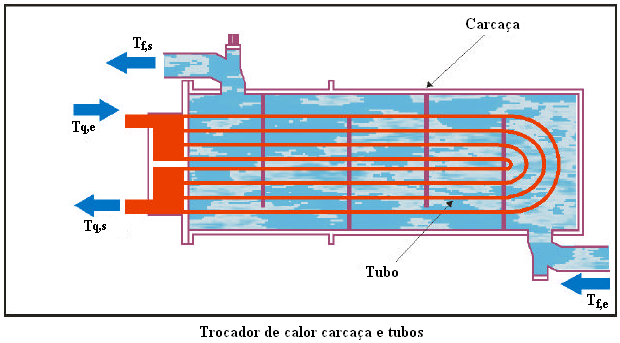 Carcaça
Tf,s
Tq,e
Tq,s
Tubo
Tf,e
Trocador de calor carcaça e tubos